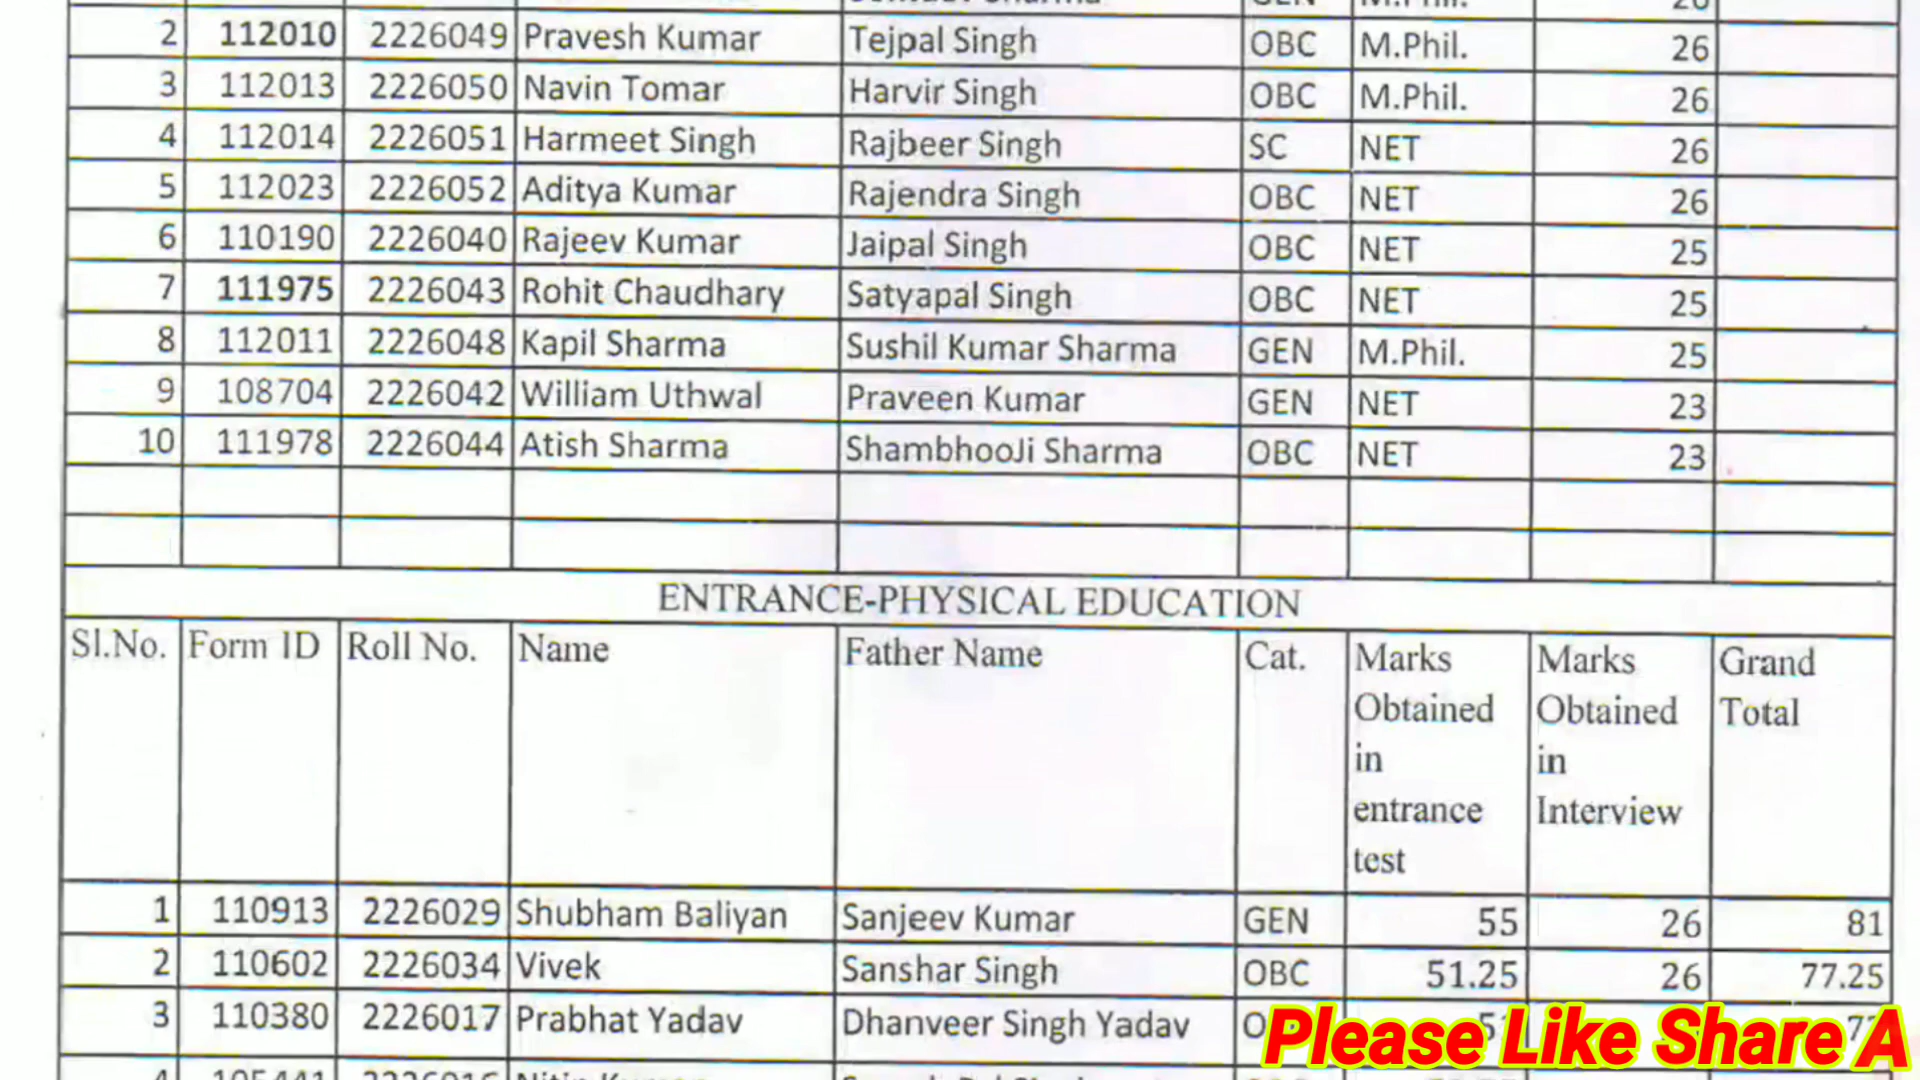 2 112010 2226049 Pravesh Kumar Tejpal Singh OBC M.Phil. 26
3 112013 2226050 Navin Tomar Harvir Singh OBC M.Phil. 26
4 112014 2226051 Harmeet Singh Rajbeer Singh SC NET 26
5 112023 2226052 Aditya Kumar Rajendra Singh OBC NET 26
6 110190 2226040 Rajeev Kumar Jaipal Singh OBC NET 25
7 111975 2226043 Rohit Chaudhary Satyapal Singh OBC NET 25
8 112011 2226048 Kapil Sharma Sushil Kumar Sharma GEN M.Phil. 25
9 108704 2226042 William Uthwal Praveen Kumar GEN NET 23
10 111978 2226044 Atish Sharma ShambhooJi Sharma OBC NET 23
ENTRANCE-PHYSICAL EDUCATION
Sl.No. Form ID Roll No. Name Father Name Cat. Marks Marks Grand
Obtained Obtained Total
in in
entrance Interview
test
1 110913 2226029 Shubham Baliyan Sanjeev Kumar GEN 55 26 81
2 110602 2226034 Vivek Sanshar Singh OBC 51.25 26 77.25
3 110380 2226017 Prabhat Yadav Dhanveer Singh Yadav
Please Like Share A